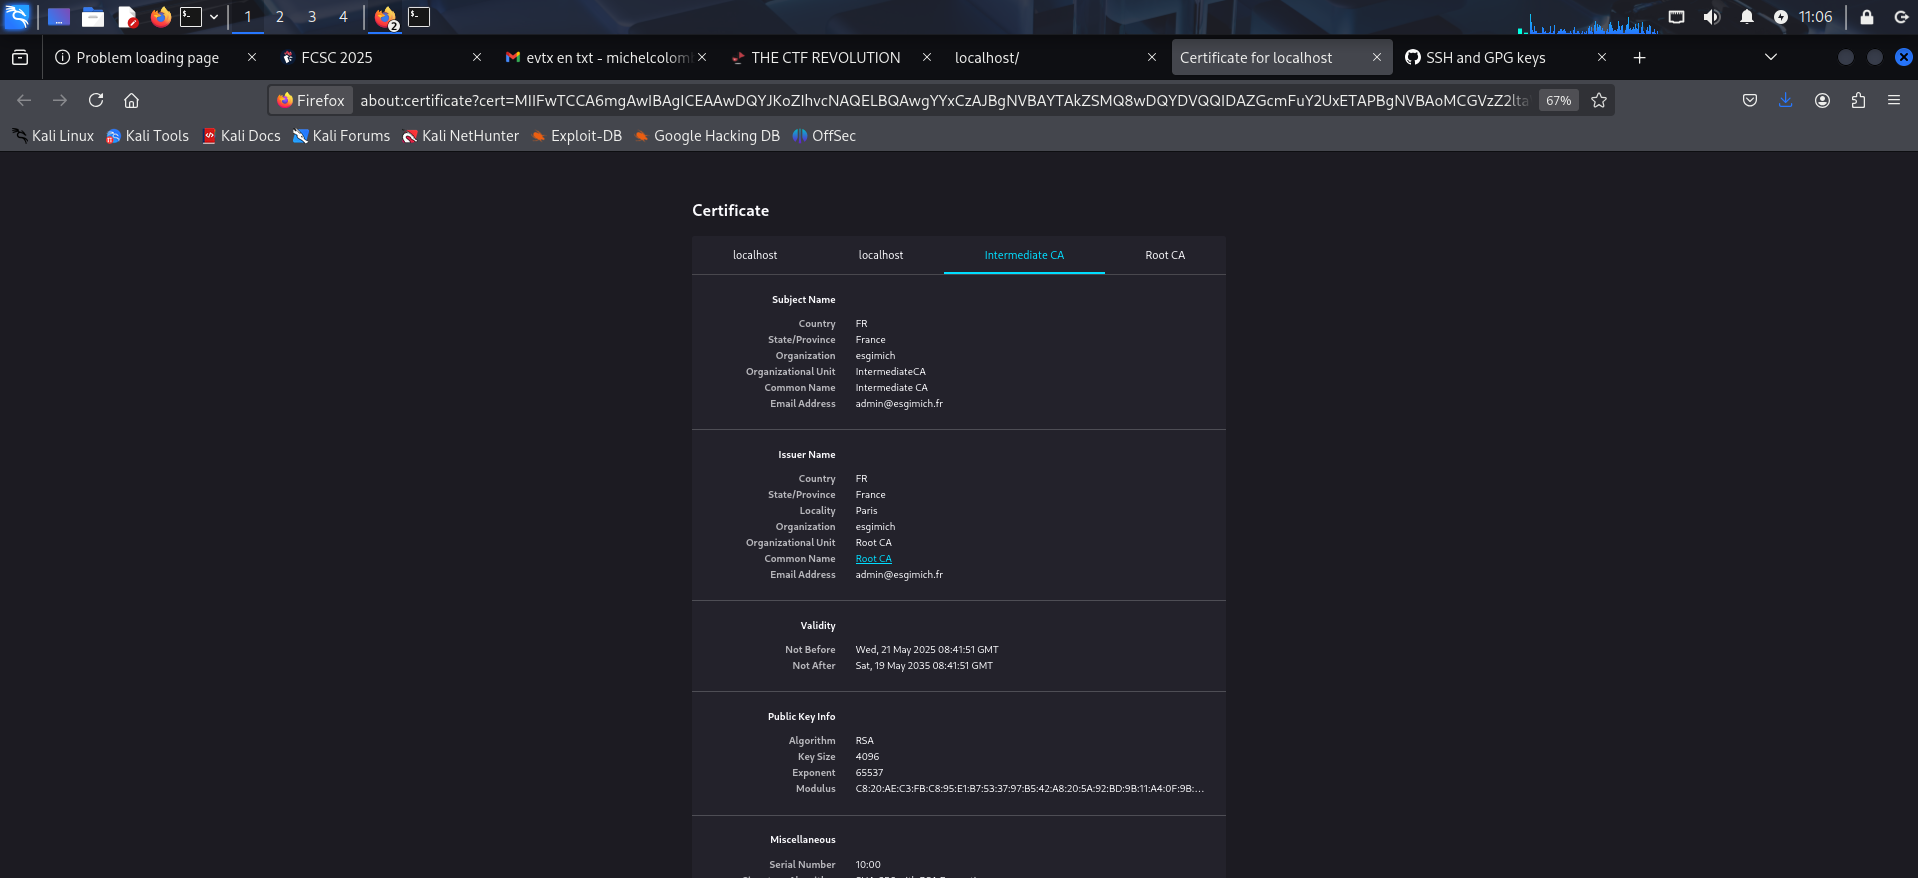 1 2 3 4 2 11:06
Problem loading page FCSC 2025 evtx en txt - michelcolom THE CTF REVOLUTION localhost/ Certificate for localhost SSH and GPG keys
Firefox about:certificate?cert=MIIFwTCCA6mgAwIBAgICEAAwDQYJKoZIhvcNAQELBQAwgYYxCzAJBgNVBAYTAkZSMQ8wDQYDVQQIDAZGcmFuY2UxETAPBgNVBAoMCGVzZ2lta 67%
Kali Linux Kali Tools Kali Docs Kali Forums Kali NetHunter Exploit-DB Google Hacking DB OffSec
Certificate
localhost localhost Intermediate CA Root CA
Subject Name
Country FR
State/Province France
Organization esgimich
Organizational Unit IntermediateCA
Common Name Intermediate CA
Email Address admin@esgimich.fr
Issuer Name
Country FR
State/Province France
Locality Paris
Organization esgimich
Organizational Unit Root CA
Common Name Root CA
Email Address admin@esgimich.fr
Validity
Not Before Wed, 21 May 2025 08:41:51 GMT
Not After Sat, 19 May 2035 08:41:51 GMT
Public Key Info
Algorithm RSA
Key Size 4096
Exponent 65537
Modulus C8:20:AE:C3:FB:C8:95:E1:B7:53:37:97:B5:42:A8:20:5A:92:BD:9B:11:A4:0F:9B:...
Miscellaneous
Serial Number 10:00